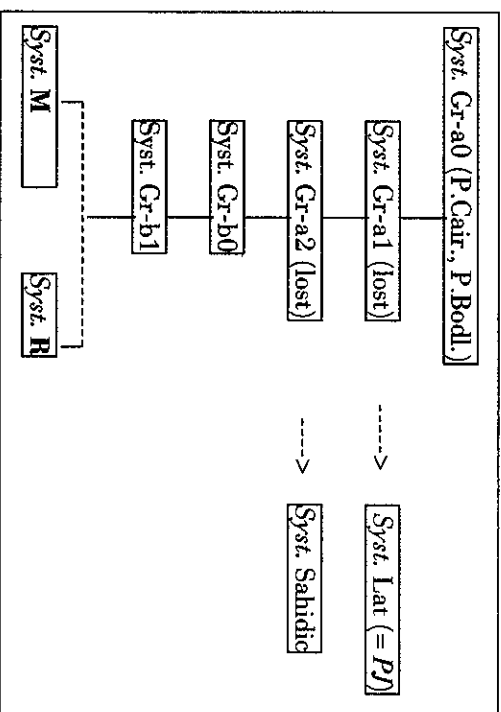 Syst. Gr-a0 (P.Cair., P.Bodl.)
Syst. Gr-a1 (lost)
Syst. Lat (= PJ)
Syst. Gr-a2 (lost)
Syst. Sahidic
Syst. Gr-b0
Syst. Gr-b1
Syst. M
Syst. R